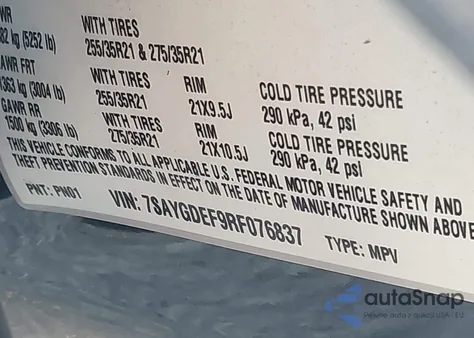 WR
82 kg (5252 lb)
WITH TIRES
255/35R21 & 275/35R21
AWR FRT
1363 kg (3004 lb)
WITH TIRES
255/35R21
RIM
21X9.5J
COLD TIRE PRESSURE
290 kPa, 42 psi
GAWR RR
1500 kg (3306 lb)
WITH TIRES
275/35R21
RIM
21X10.5J
COLD TIRE PRESSURE
290 kPa, 42 psi
THIS VEHICLE CONFORMS TO ALL APPLICABLE U.S. FEDERAL MOTOR VEHICLE SAFETY AND
THEFT PREVENTION STANDARDS IN EFFECT ON THE DATE OF MANUFACTURE SHOWN ABOVE
PNT: PN01
VIN: 7SAYGDEF9RF076837
TYPE: MPV
autaSnap